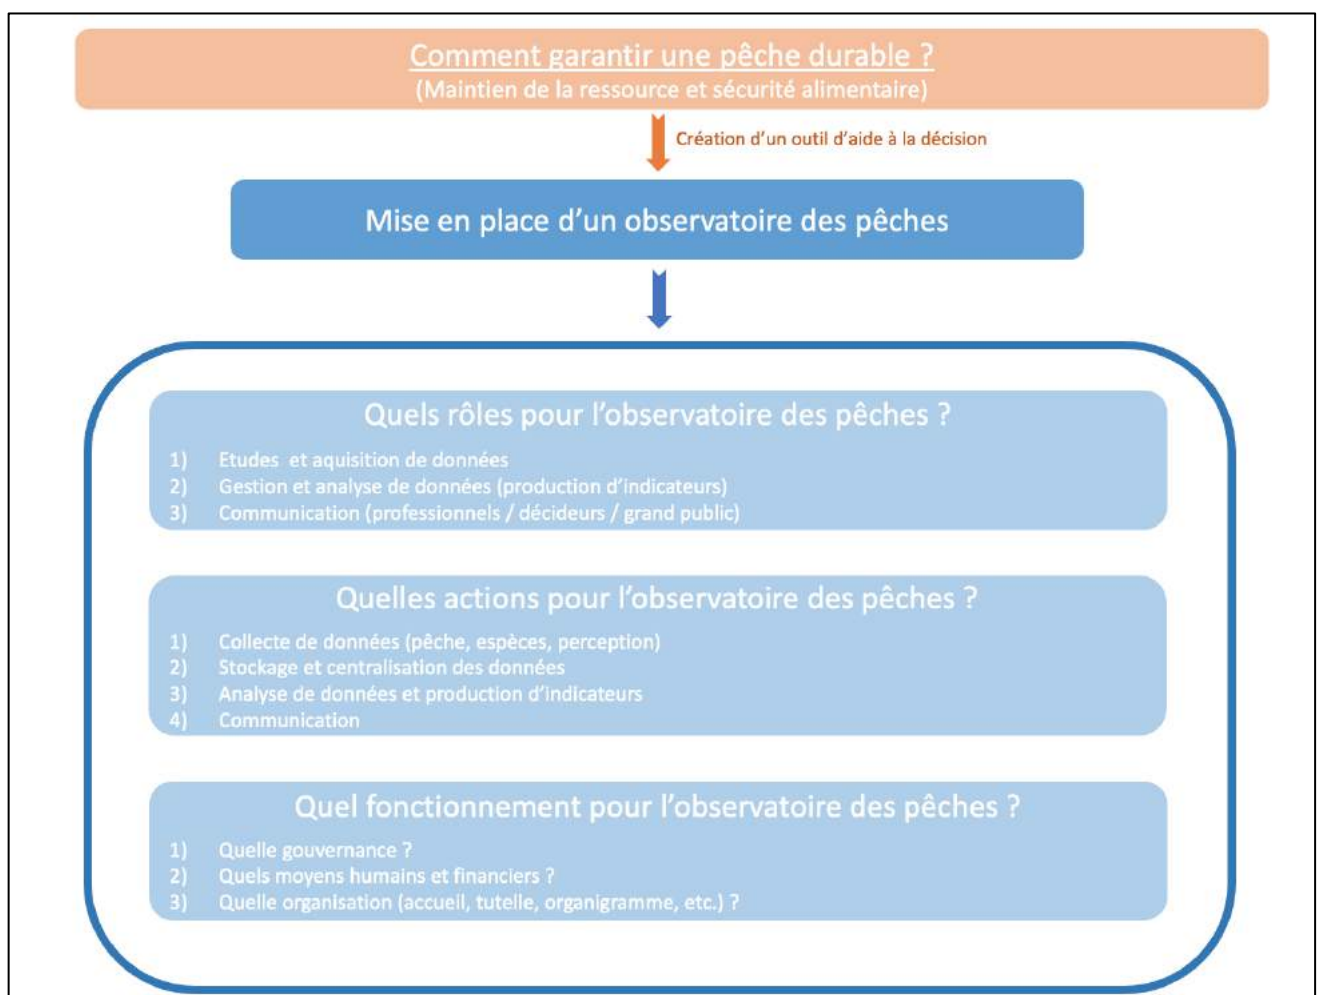 Comment garantir une pêche durable ?
(Maintien de la ressource et sécurité alimentaire)
Création d'un outil d'aide à la décision
Mise en place d'un observatoire des pêches
Quels rôles pour l'observatoire des pêches ?
1) Etudes et aquisition de données
2) Gestion et analyse de données (production d'indicateurs)
3) Communication (professionnels / décideurs / grand public)
Quelles actions pour l'observatoire des pêches ?
1) Collecte de données (pêche, espèces, perception)
2) Stockage et centralisation des données
3) Analyse de données et production d'indicateurs
4) Communication
Quel fonctionnement pour l'observatoire des pêches ?
1) Quelle gouvernance ?
2) Quels moyens humains et financiers ?
3) Quelle organisation (accueil, tutelle, organigramme, etc.) ?